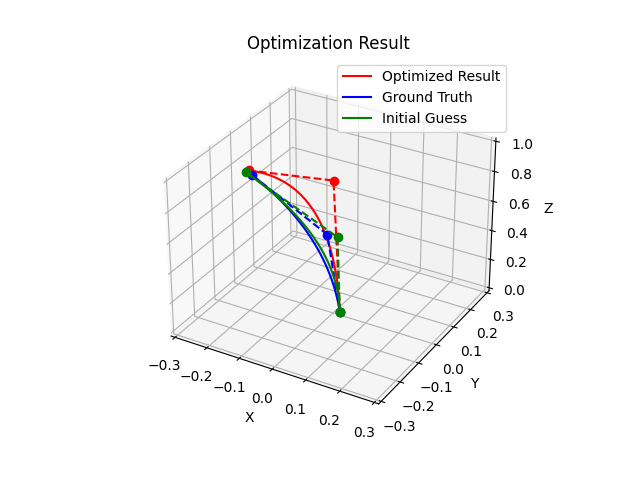 Optimization Result
Optimized Result
Ground Truth
Initial Guess
1.0
0.8
Z
0.6
0.4
0.2
0.0
0.3
0.2
0.1
0.0
Y
−0.1
−0.2
−0.3
−0.3
−0.2
−0.1
0.0
X
0.1
0.2
0.3